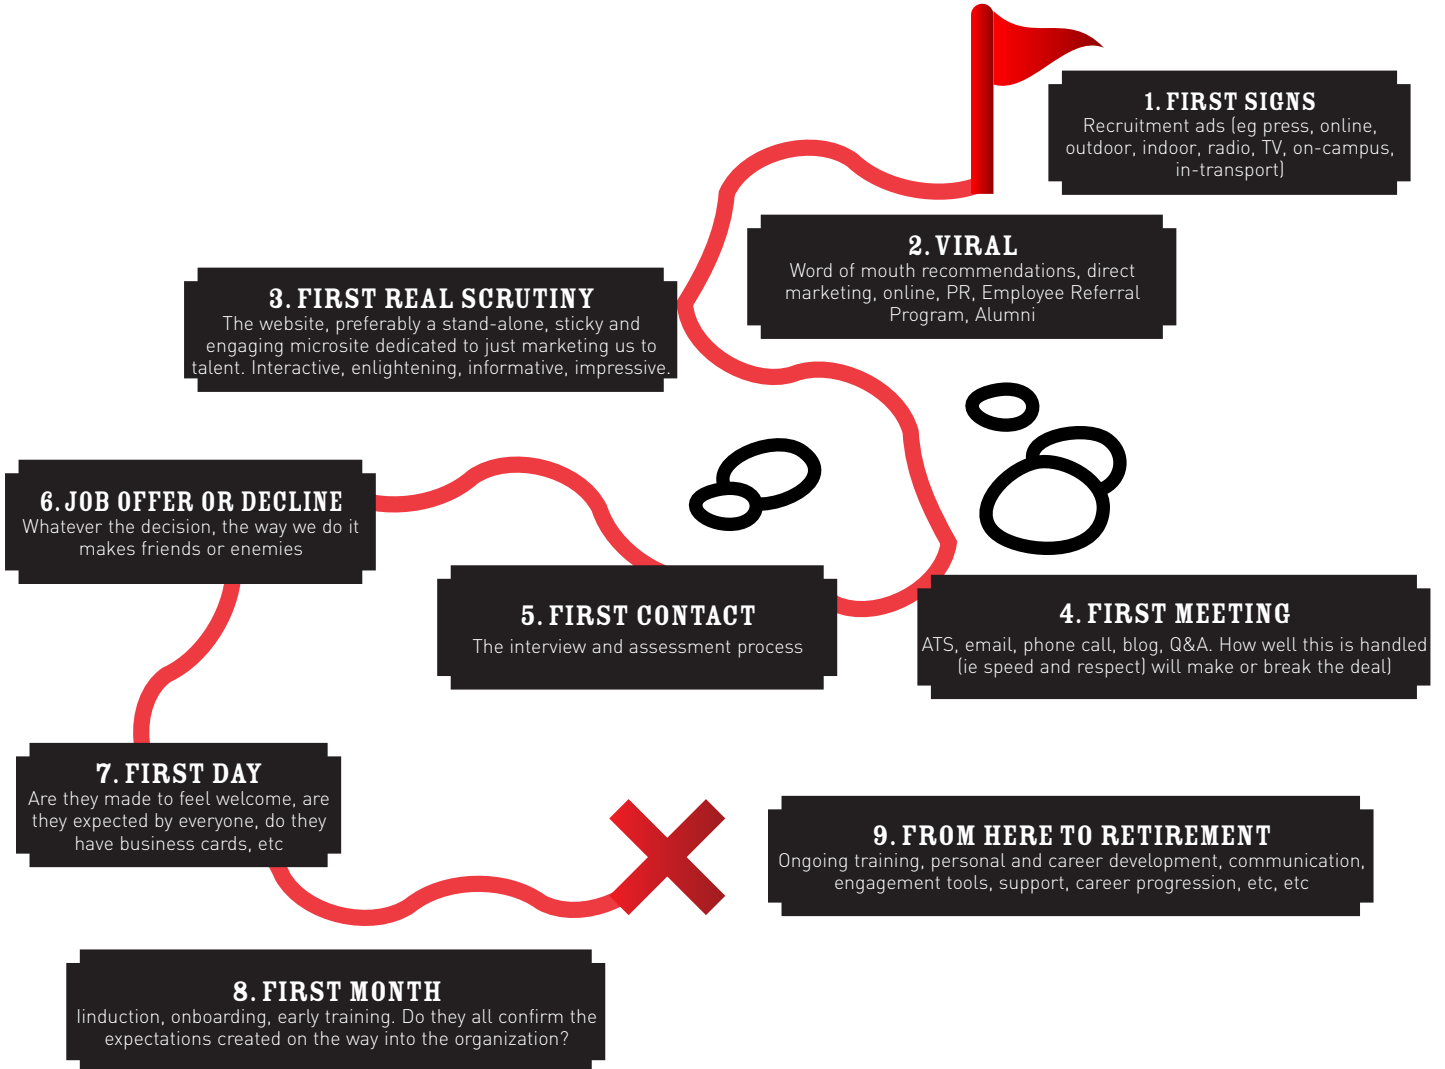 1. FIRST SIGNS
Recruitment ads (eg press, online,
outdoor, indoor, radio, TV, on-campus,
in-transport)
2. VIRAL
Word of mouth recommendations, direct
marketing, online, PR, Employee Referral
Program, Alumni
3. FIRST REAL SCRUTINY
The website, preferably a stand-alone, sticky and
engaging microsite dedicated to just marketing us to
talent. Interactive, enlightening, informative, impressive.
4. FIRST MEETING
ATS, email, phone call, blog, Q&A. How well this is handled
(ie speed and respect) will make or break the deal)
5. FIRST CONTACT
The interview and assessment process
6. JOB OFFER OR DECLINE
Whatever the decision, the way we do it
makes friends or enemies
7. FIRST DAY
Are they made to feel welcome, are
they expected by everyone, do they
have business cards, etc
8. FIRST MONTH
Iinduction, onboarding, early training. Do they all confirm the
expectations created on the way into the organization?
9. FROM HERE TO RETIREMENT
Ongoing training, personal and career development, communication,
engagement tools, support, career progression, etc, etc